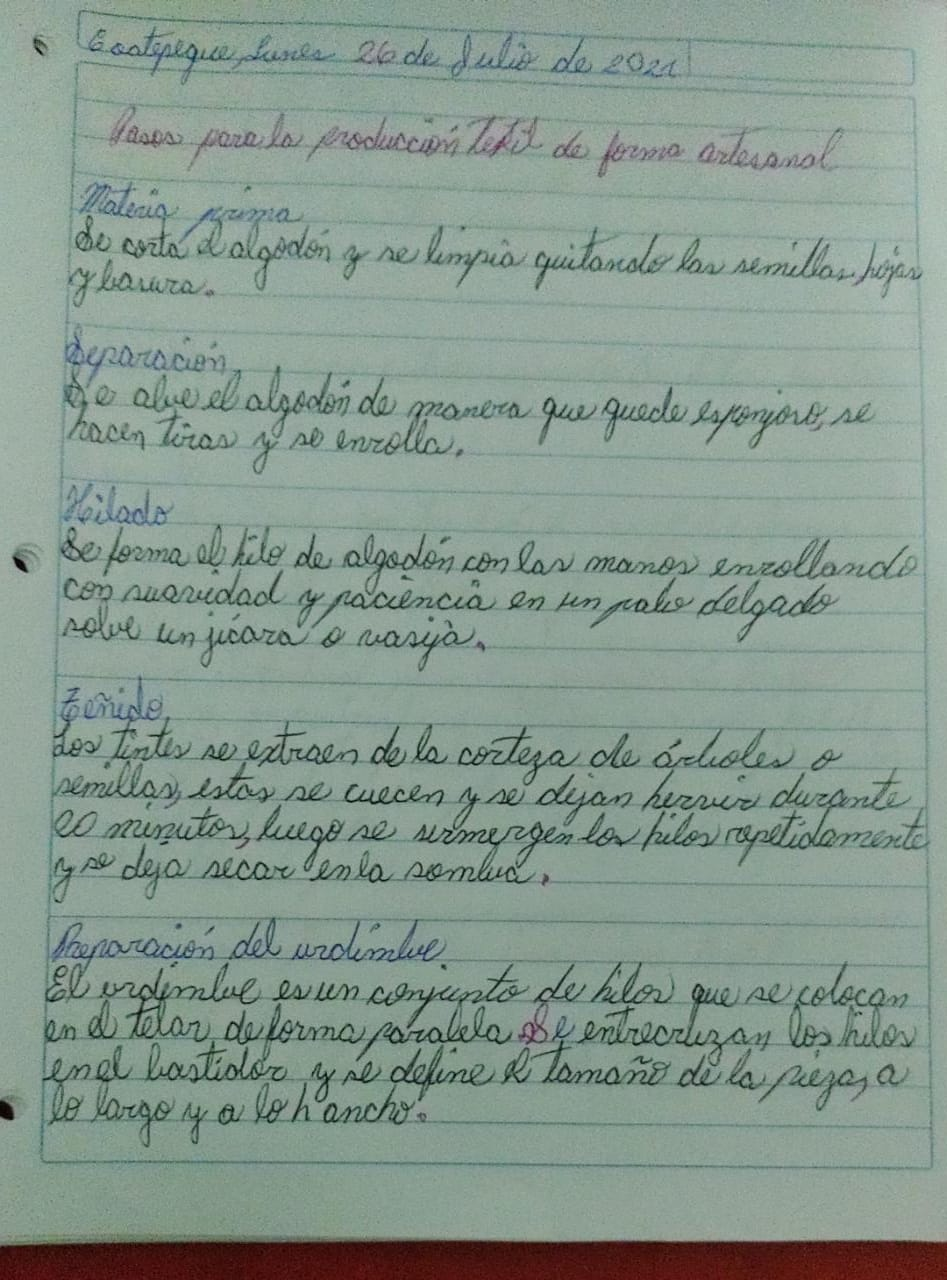 Coatepeque, Lunes 26 de Julio de 2021
Pasos para la producción Textil de forma artesanal
Materia prima
Se corta el algodón y se limpia quitando las semillas, hojas
y basura.
Separación
Se abre el algodón de manera que quede esponjoso, se
hacen tiras y se enrolla.
Hilado
Se forma el hilo de algodón con las manos enrollando
con suavidad y paciencia en un palo delgado
sobre un jícara o vasija.
Teñido
Los tintes se extraen de la corteza de árboles o
semillas, estas se cuecen y se dejan hervir durante
20 minutos, luego se sumergen los hilos repetidamente
y se deja secar en la sombra.
Preparación del urdimbre
El urdimbre es un conjunto de hilos que se colocan
en el telar de forma paralela Se entrecruzan los hilos
en el bastidor y se define el tamaño de la pieza, a
lo largo y a lo hancho.